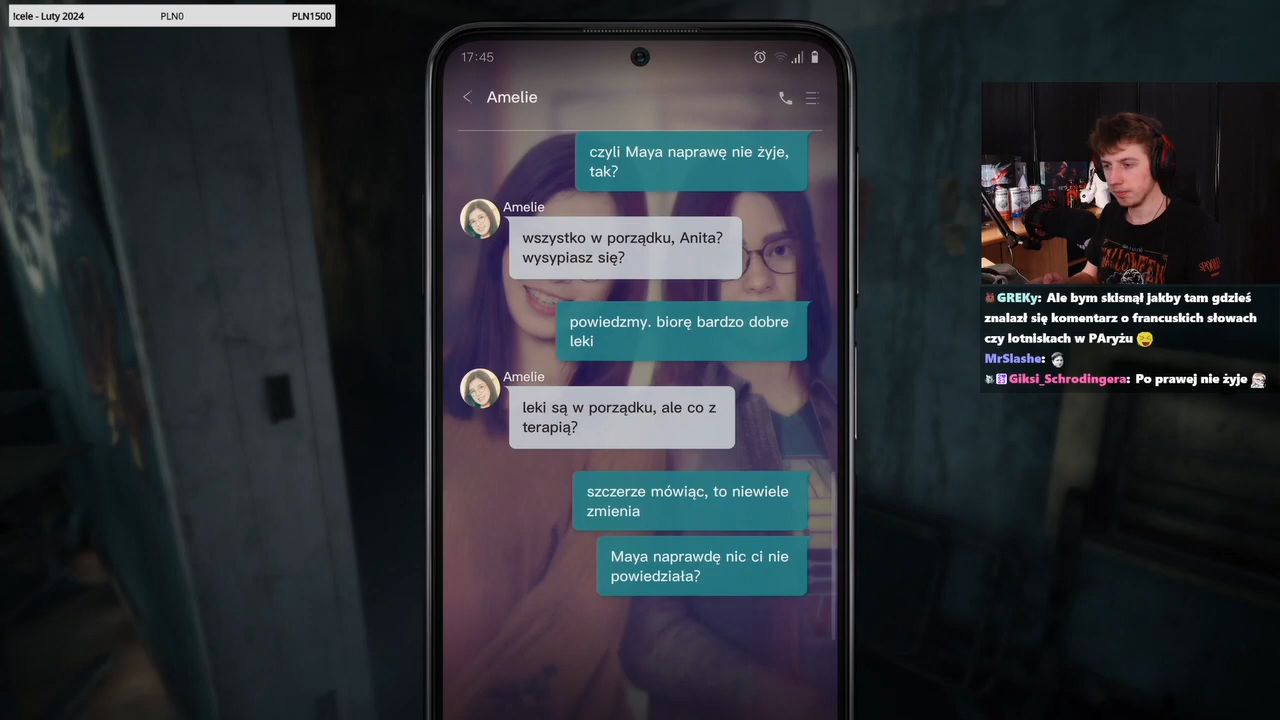 !cele - Luty 2024 PLN0 PLN1500
17:45
Amelie
czyli Maya naprawę nie żyje,
tak?
Amelie
wszystko w porządku, Anita?
wysypiasz się?
powiedzmy. biorę bardzo dobre
leki
Amelie
leki są w porządku, ale co z
terapią?
szczerze mówiąc, to niewiele
zmienia
Maya naprawdę nic ci nie
powiedziała?
GREKy: Ale bym skisnął jakby tam gdzieś
znalazł się komentarz o francuskich słowach
czy lotniskach w PAryżu
MrSlashe:
Giksi_Schrodingera: Po prawej nie żyje